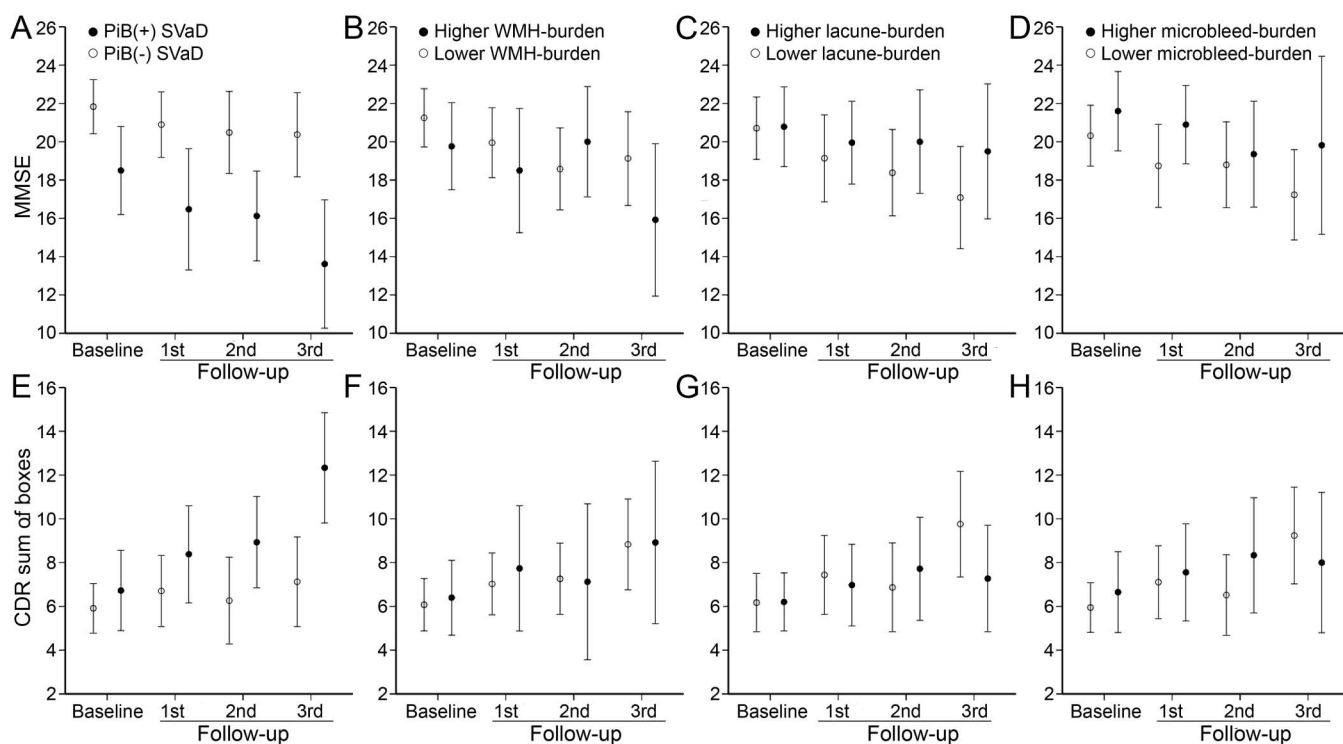 A
PiB(+) SVaD
PiB(-) SVaD
MMSE
26
24
22
20
18
16
14
12
10
Baseline 1st 2nd 3rd
Follow-up
B
Higher WMH-burden
Lower WMH-burden
26
24
22
20
18
16
14
12
10
Baseline 1st 2nd 3rd
Follow-up
C
Higher lacune-burden
Lower lacune-burden
26
24
22
20
18
16
14
12
10
Baseline 1st 2nd 3rd
Follow-up
D
Higher microbleed-burden
Lower microbleed-burden
26
24
22
20
18
16
14
12
10
Baseline 1st 2nd 3rd
Follow-up
E
CDR sum of boxes
16
14
12
10
8
6
4
2
Baseline 1st 2nd 3rd
Follow-up
F
16
14
12
10
8
6
4
2
Baseline 1st 2nd 3rd
Follow-up
G
16
14
12
10
8
6
4
2
Baseline 1st 2nd 3rd
Follow-up
H
16
14
12
10
8
6
4
2
Baseline 1st 2nd 3rd
Follow-up